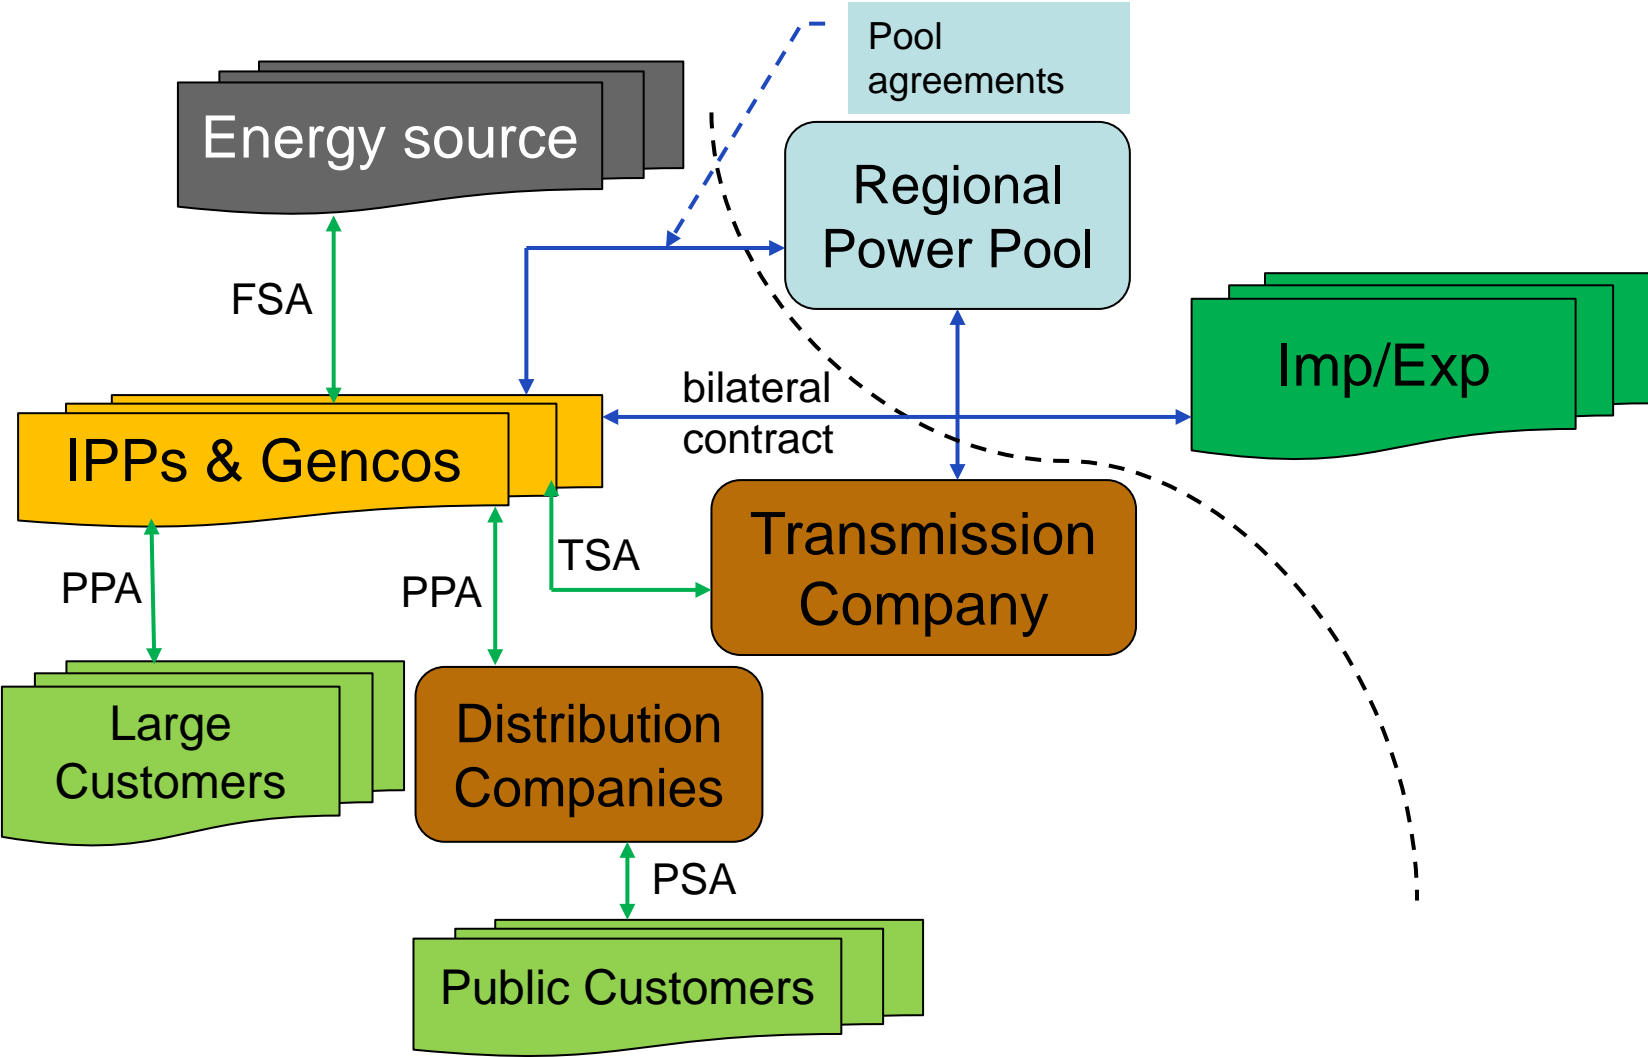 Pool
agreements
Energy source
Regional
Power Pool
FSA
Imp/Exp
bilateral
contract
IPPs & Gencos
Transmission
Company
TSA
PPA
PPA
Large
Customers
Distribution
Companies
PSA
Public Customers